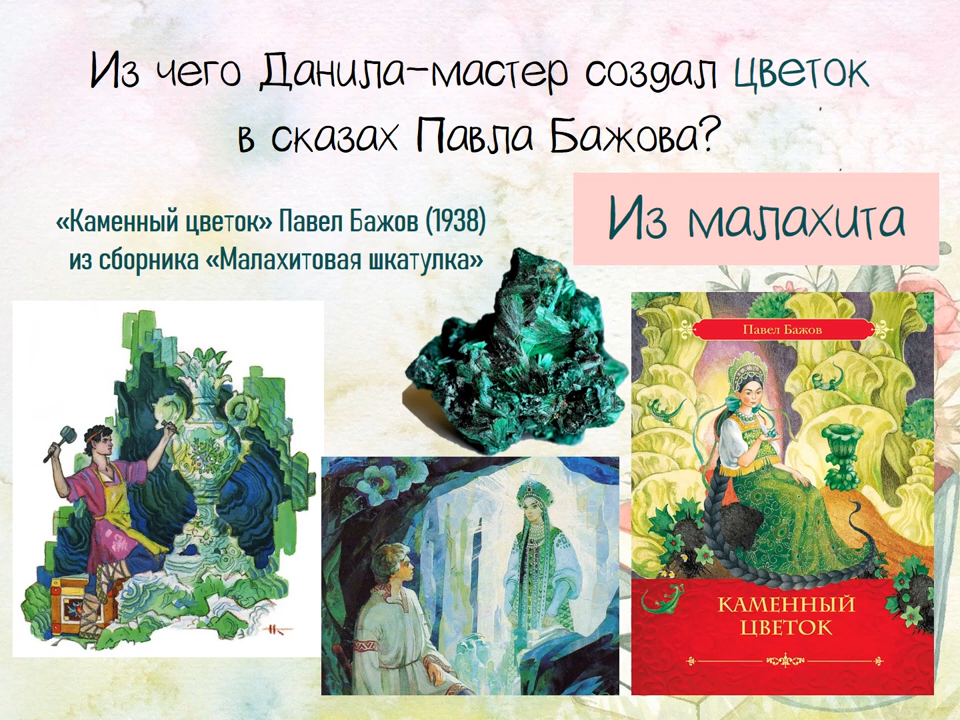 Из чего Данила-мастер создал цветок
в сказах Павла Бажова?
Из малахита
«Каменный цветок» Павел Бажов (1938)
из сборника «Малахитовая шкатулка»
Павел Бажов
КАМЕННЫЙ
ЦВЕТОК